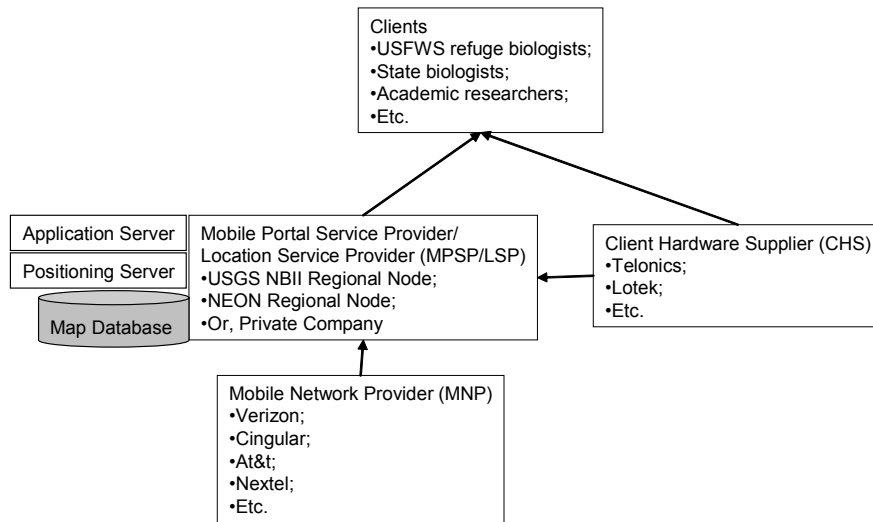 Clients
•USFWS refuge biologists;
•State biologists;
•Academic researchers;
•Etc.
Application Server
Positioning Server
Map Database
Mobile Portal Service Provider/
Location Service Provider (MPSP/LSP)
•USGS NBII Regional Node;
•NEON Regional Node;
•Or, Private Company
Client Hardware Supplier (CHS)
•Telonics;
•Lotek;
•Etc.
Mobile Network Provider (MNP)
•Verizon;
•Cingular;
•At&t;
•Nextel;
•Etc.